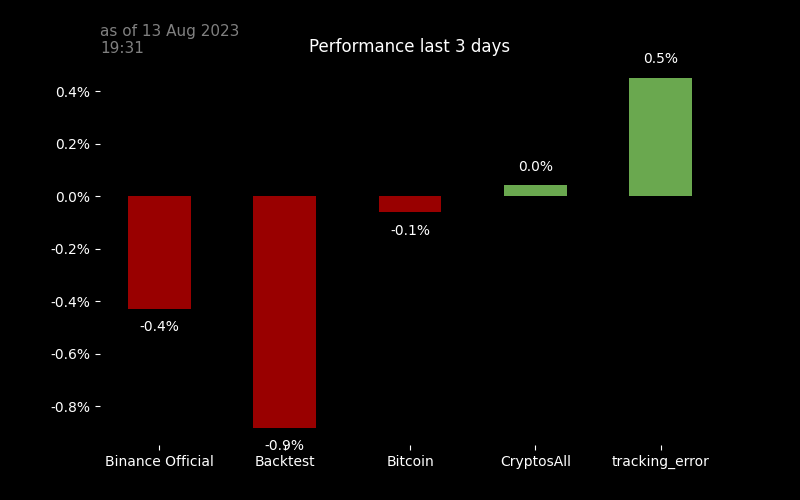 as of 13 Aug 2023
19:31
Performance last 3 days
0.5%
0.4%
0.2%
0.0%
0.0%
-0.1%
-0.2%
-0.4%
-0.4%
-0.6%
-0.8%
-0.9%
Binance Official
Backtest
Bitcoin
CryptosAll
tracking_error